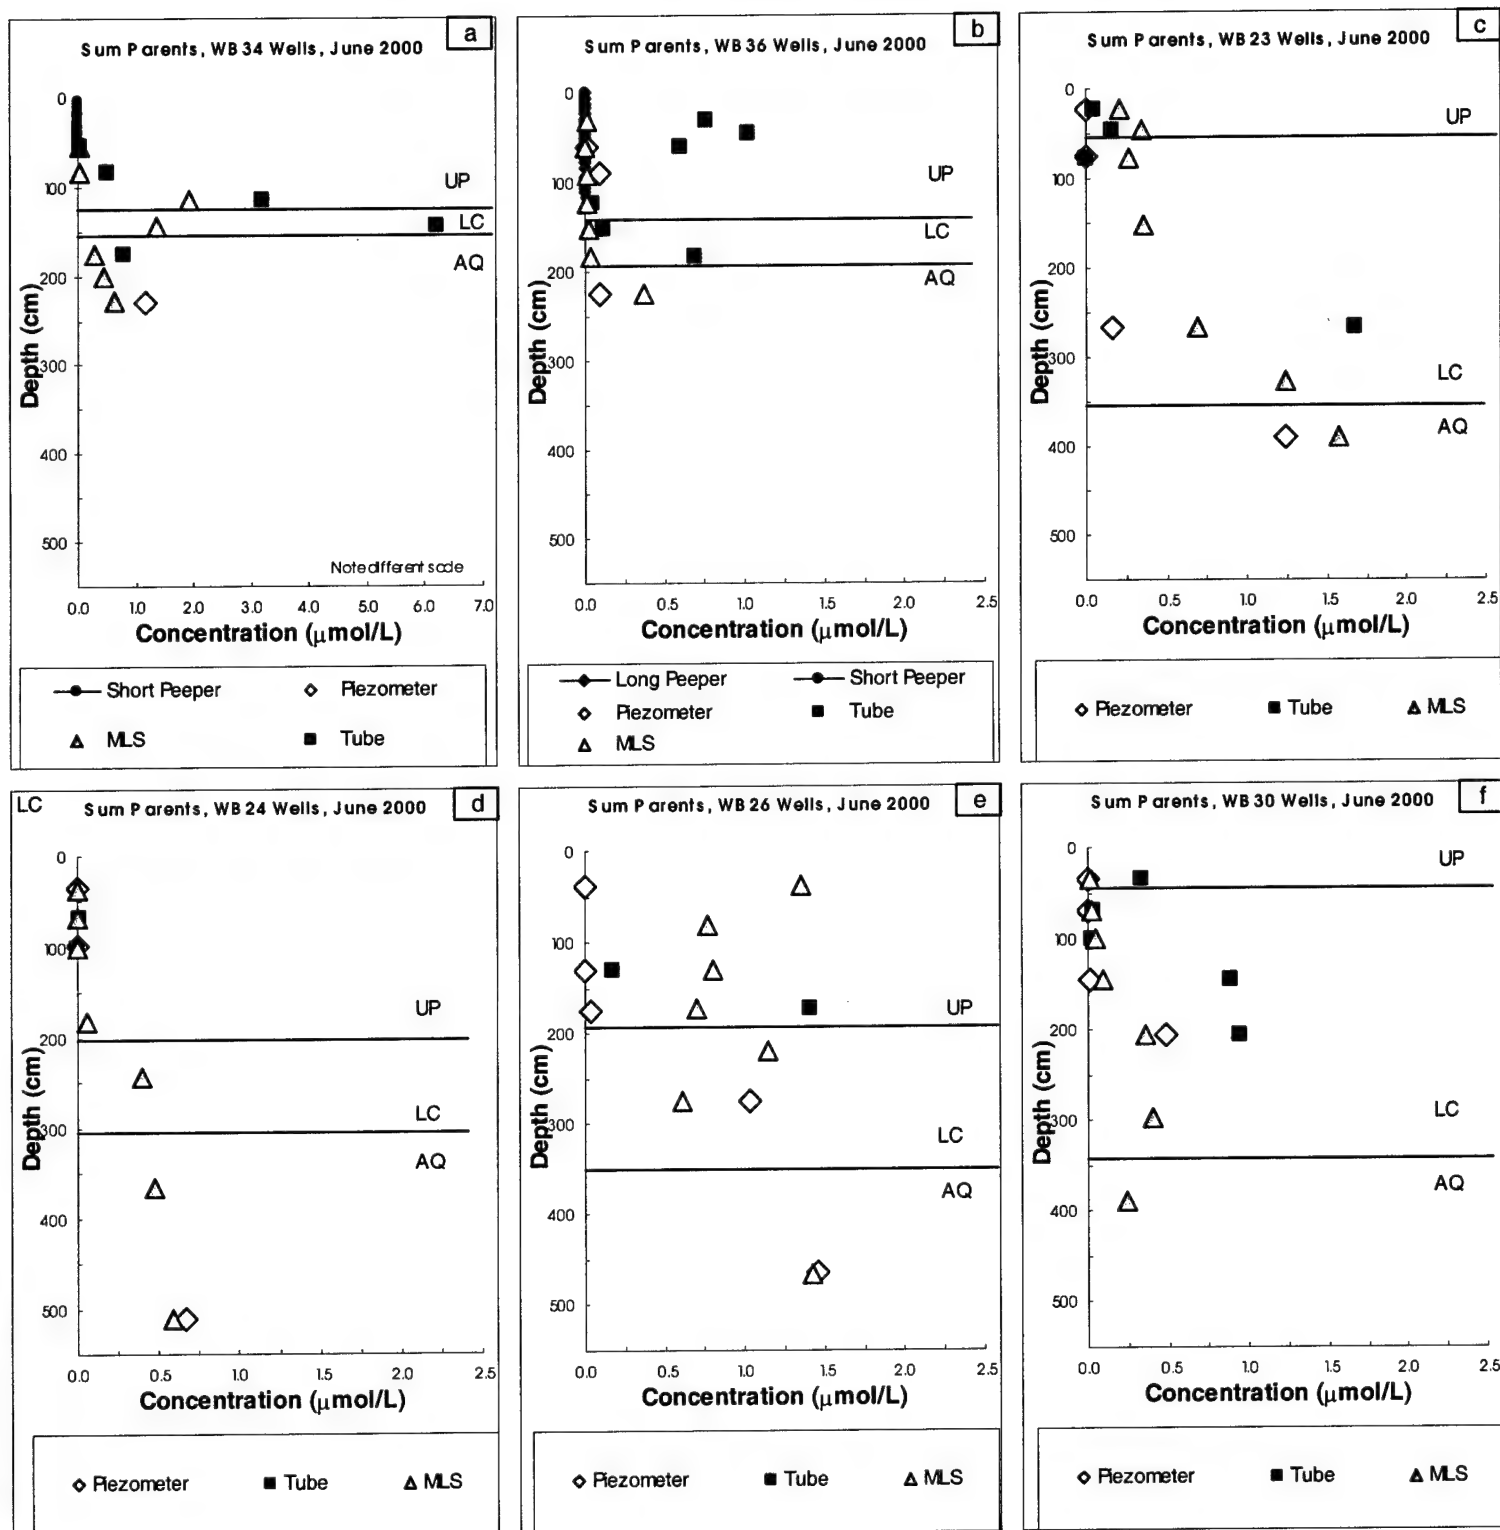 a
Sum Parents, WB 34 Wells, June 2000
0
100
200
300
400
500
Depth (cm)
UP
LC
AQ
Note different scale
0.0 1.0 2.0 3.0 4.0 5.0 6.0 7.0
Concentration (μmol/L)
Short Peeper Piezometer
MLS Tube
b
Sum Parents, WB 36 Wells, June 2000
0
100
200
300
400
500
Depth (cm)
UP
LC
AQ
0.0 0.5 1.0 1.5 2.0 2.5
Concentration (μmol/L)
Long Peeper Short Peeper
Piezometer Tube
MLS
c
Sum Parents, WB 23 Wells, June 2000
0
100
200
300
400
500
Depth (cm)
UP
LC
AQ
0.0 0.5 1.0 1.5 2.0 2.5
Concentration (μmol/L)
Piezometer Tube MLS
LC
d
Sum Parents, WB 24 Wells, June 2000
0
100
200
300
400
500
Depth (cm)
UP
LC
AQ
0.0 0.5 1.0 1.5 2.0 2.5
Concentration (μmol/L)
Piezometer Tube MLS
e
Sum Parents, WB 26 Wells, June 2000
0
100
200
300
400
500
Depth (cm)
UP
LC
AQ
0.0 0.5 1.0 1.5 2.0 2.5
Concentration (μmol/L)
Piezometer Tube MLS
f
Sum Parents, WB 30 Wells, June 2000
0
100
200
300
400
500
Depth (cm)
UP
LC
AQ
0.0 0.5 1.0 1.5 2.0 2.5
Concentration (μmol/L)
Piezometer Tube MLS